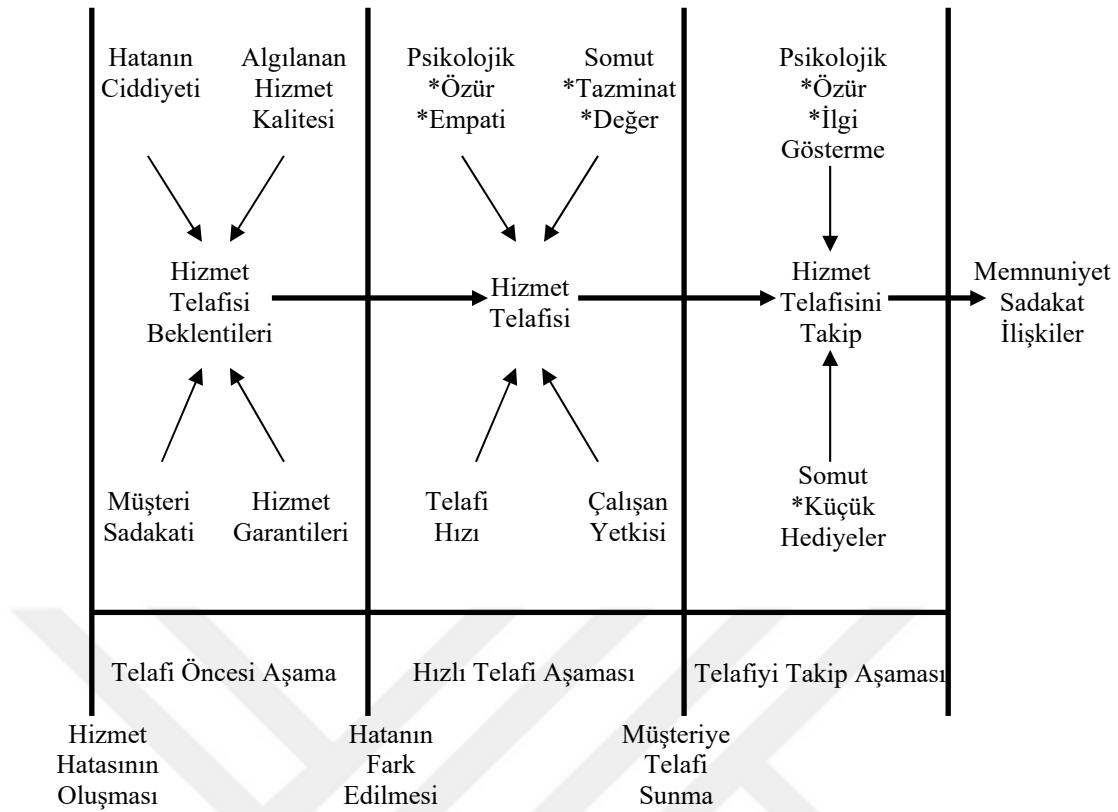 Hatanın
Ciddiyeti
Algılanan
Hizmet
Kalitesi
Psikolojik
*Özür
*Empati
Somut
*Tazminat
*Değer
Psikolojik
*Özür
*İlgi
Gösterme
Hizmet
Telafisi
Beklentileri
Hizmet
Telafisi
Hizmet
Telafisini
Takip
Memnuniyet
Sadakat
İlişkiler
Müşteri
Sadakati
Hizmet
Garantileri
Telafi
Hızı
Çalışan
Yetkisi
Somut
*Küçük
Hediyeler
Telafi Öncesi Aşama
Hızlı Telafi Aşaması
Telafiyi Takip Aşaması
Hizmet
Hatasının
Oluşması
Hatanın
Fark
Edilmesi
Müşteriye
Telafi
Sunma